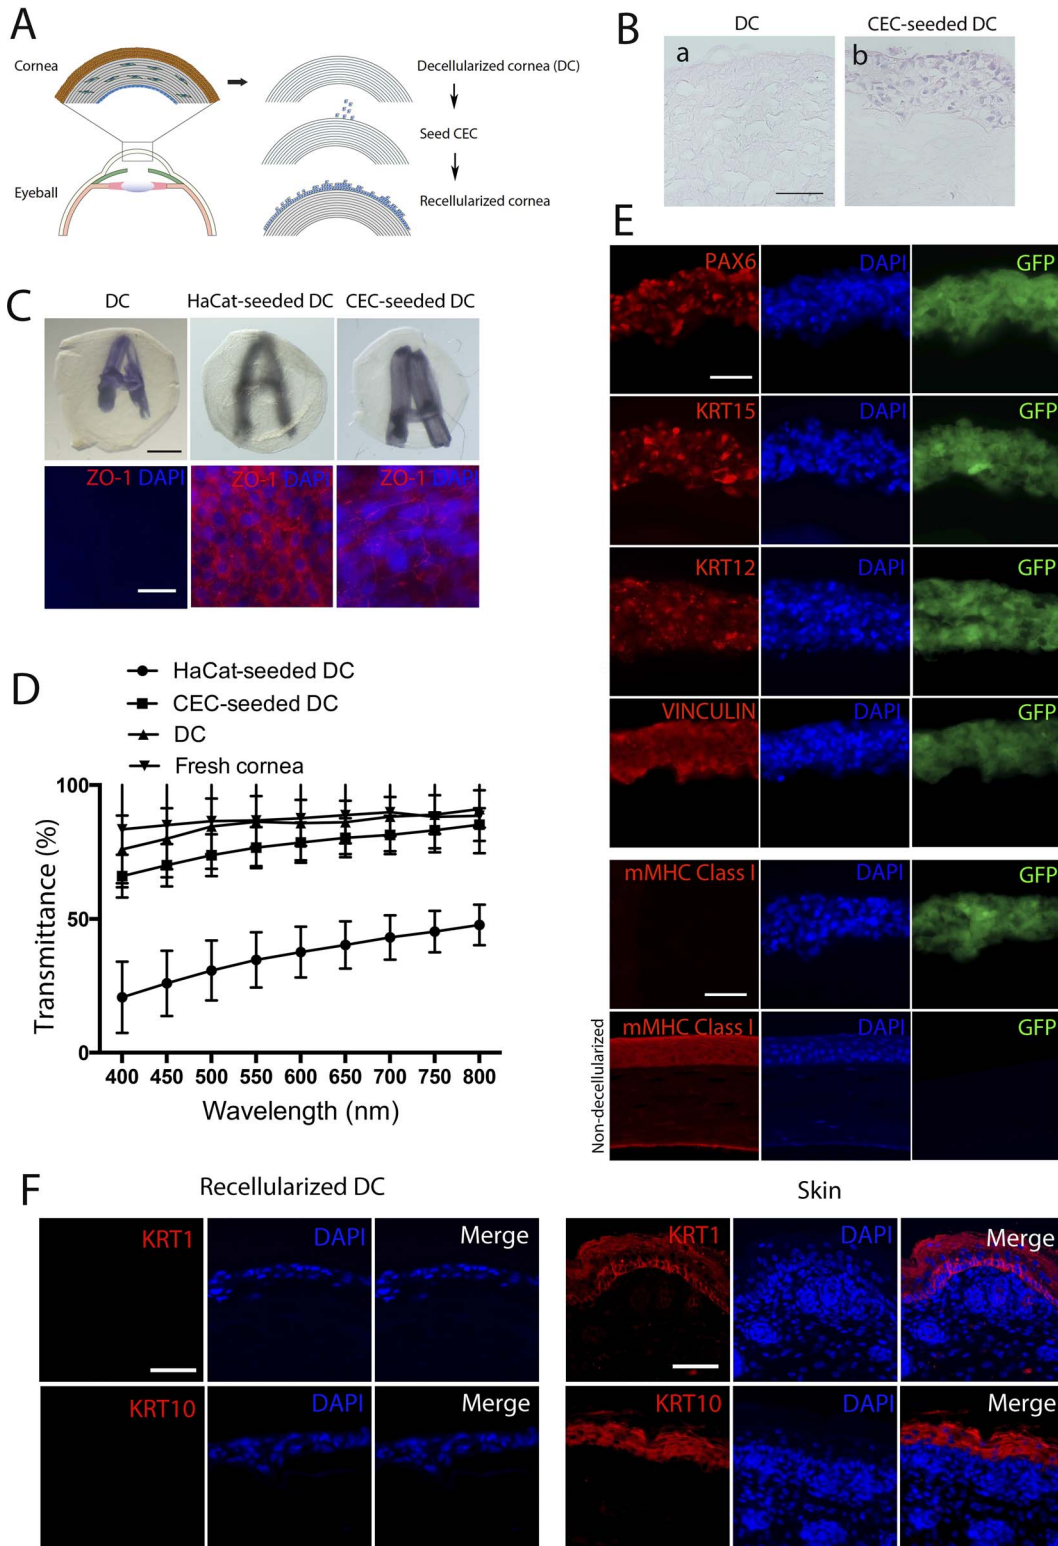 A
Cornea
Eyeball
Decellularized cornea (DC)
Seed CEC
Recellularized cornea
B
DC
CEC-seeded DC
a
b
C
DC
HaCat-seeded DC
CEC-seeded DC
A
A
A
ZO-1 DAPI
ZO-1 DAPI
ZO-1 DAPI
D
HaCat-seeded DC
CEC-seeded DC
DC
Fresh cornea
Transmittance (%)
100
50
0
400 450 500 550 600 650 700 750 800
Wavelength (nm)
E
PAX6 DAPI GFP
KRT15 DAPI GFP
KRT12 DAPI GFP
VINCULIN DAPI GFP
mMHC Class I DAPI GFP
Non-decellularized
mMHC Class I DAPI GFP
F
Recellularized DC
KRT1 DAPI Merge
KRT10 DAPI Merge
Skin
KRT1 DAPI Merge
KRT10 DAPI Merge